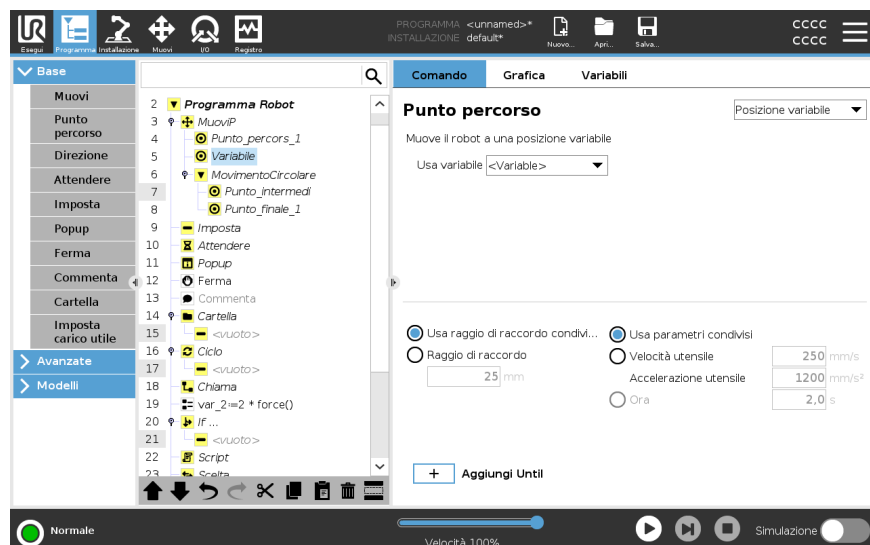 PROGRAMMA <unnamed>*
INSTALLAZIONE default*
Esegui
Programma
Installazione
Muovi
I/O
Registro
Nuovo...
Apri...
Salva...
CCCC
CCCC
Base
Muovi
Punto
percorso
Direzione
Attendere
Imposta
Popup
Ferma
Commenta
Cartella
Imposta
carico utile
Avanzate
Modelli
2 Programma Robot
3 MuoviP
4 Punto_percors_1
5 Variabile
6 MovimentoCircolare
7 Punto_intermedi
8 Punto_finale_1
9 Imposta
10 Attendere
11 Popup
12 Ferma
13 Commenta
14 Cartella
15 <vuoto>
16 Ciclo
17 <vuoto>
18 Chiama
19 var_2:=2 * force()
20 If ...
21 <vuoto>
22 Script
23 Scelta
Comando Grafica Variabili
Punto percorso
Posizione variabile
Muove il robot a una posizione variabile
Usa variabile <Variable>
Usa raggio di raccordo condivi...
Raggio di raccordo
25 mm
Usa parametri condivisi
Velocità utensile 250 mm/s
Accelerazione utensile 1200 mm/s²
Ora 2,0 s
+ Aggiungi Until
Normale
Velocità 100%
Simulazione